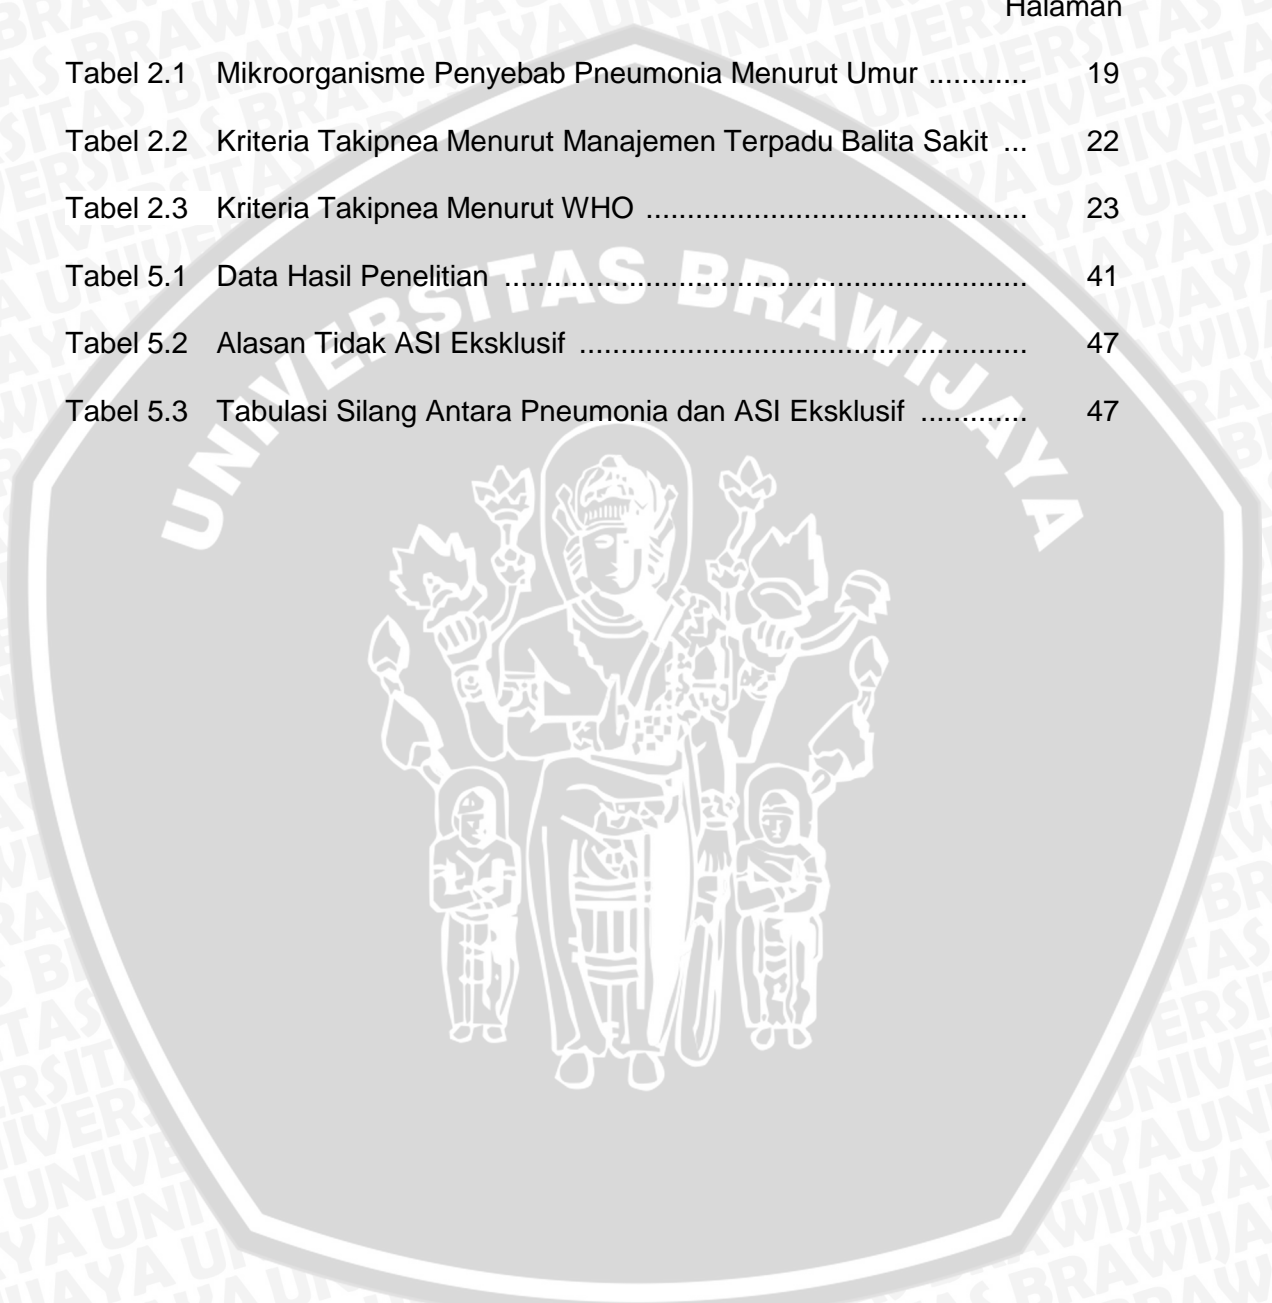 Halaman
Tabel 2.1 Mikroorganisme Penyebab Pneumonia Menurut Umur ............ 19
Tabel 2.2 Kriteria Takipnea Menurut Manajemen Terpadu Balita Sakit ... 22
Tabel 2.3 Kriteria Takipnea Menurut WHO ............................................. 23
Tabel 5.1 Data Hasil Penelitian .............................................................. 41
Tabel 5.2 Alasan Tidak ASI Eksklusif ..................................................... 47
Tabel 5.3 Tabulasi Silang Antara Pneumonia dan ASI Eksklusif ............. 47
UNIVERSITAS BRAWIJAYA